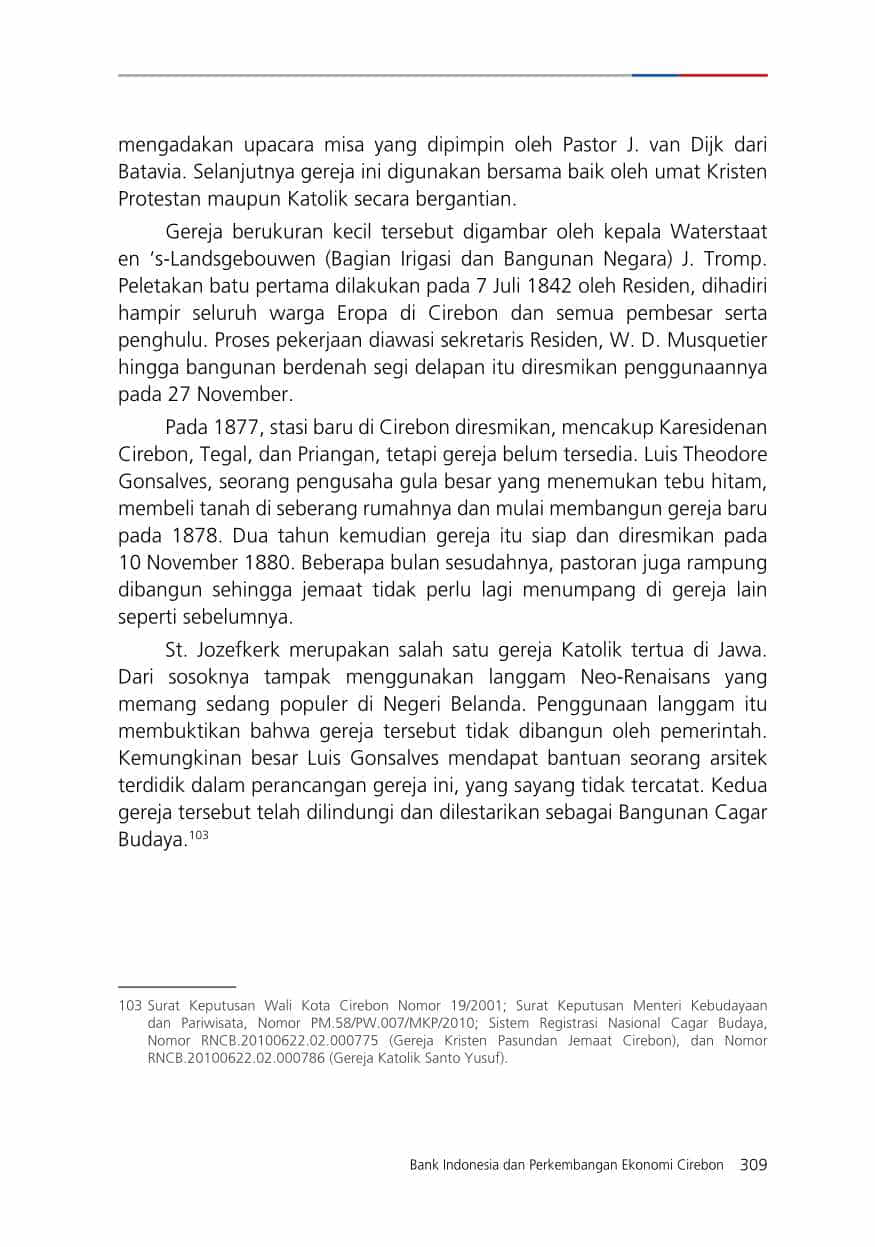 mengadakan upacara misa yang dipimpin oleh Pastor J. van Dijk dari
Batavia. Selanjutnya gereja ini digunakan bersama baik oleh umat Kristen
Protestan maupun Katolik secara bergantian.
Gereja berukuran kecil tersebut digambar oleh kepala Waterstaat
en ’s-Landsgebouwen (Bagian Irigasi dan Bangunan Negara) J. Tromp.
Peletakan batu pertama dilakukan pada 7 Juli 1842 oleh Residen, dihadiri
hampir seluruh warga Eropa di Cirebon dan semua pembesar serta
penghulu. Proses pekerjaan diawasi sekretaris Residen, W. D. Musquetier
hingga bangunan berdenah segi delapan itu diresmikan penggunaannya
pada 27 November.
Pada 1877, stasi baru di Cirebon diresmikan, mencakup Karesidenan
Cirebon, Tegal, dan Priangan, tetapi gereja belum tersedia. Luis Theodore
Gonsalves, seorang pengusaha gula besar yang menemukan tebu hitam,
membeli tanah di seberang rumahnya dan mulai membangun gereja baru
pada 1878. Dua tahun kemudian gereja itu siap dan diresmikan pada
10 November 1880. Beberapa bulan sesudahnya, pastoran juga rampung
dibangun sehingga jemaat tidak perlu lagi menumpang di gereja lain
seperti sebelumnya.
St. Jozefkerk merupakan salah satu gereja Katolik tertua di Jawa.
Dari sosoknya tampak menggunakan langgam Neo-Renaisans yang
memang sedang populer di Negeri Belanda. Penggunaan langgam itu
membuktikan bahwa gereja tersebut tidak dibangun oleh pemerintah.
Kemungkinan besar Luis Gonsalves mendapat bantuan seorang arsitek
terdidik dalam perancangan gereja ini, yang sayang tidak tercatat. Kedua
gereja tersebut telah dilindungi dan dilestarikan sebagai Bangunan Cagar
Budaya.103
103 Surat Keputusan Wali Kota Cirebon Nomor 19/2001; Surat Keputusan Menteri Kebudayaan
dan Pariwisata, Nomor PM.58/PW.007/MKP/2010; Sistem Registrasi Nasional Cagar Budaya,
Nomor RNCB.20100622.02.000775 (Gereja Kristen Pasundan Jemaat Cirebon), dan Nomor
RNCB.20100622.02.000786 (Gereja Katolik Santo Yusuf).
Bank Indonesia dan Perkembangan Ekonomi Cirebon 309